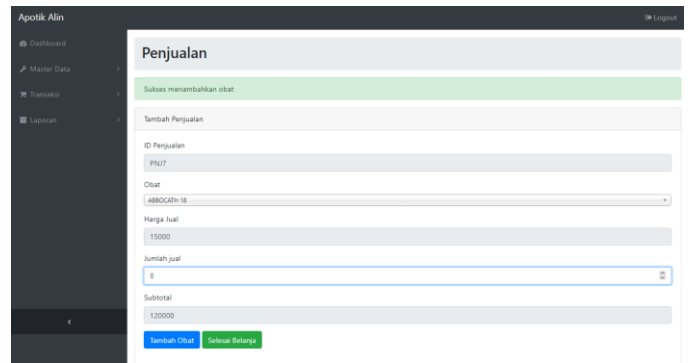 Apotik Alin
Logout
Dashboard
Master Data
Transaksi
Laporan
Penjualan
Sukses menambahkan obat
Tambah Penjualan
ID Penjualan
PNJ7
Obat
ABBOCATH 18
Harga Jual
15000
Jumlah jual
8
Subtotal
120000
Tambah Obat
Selesai Belanja